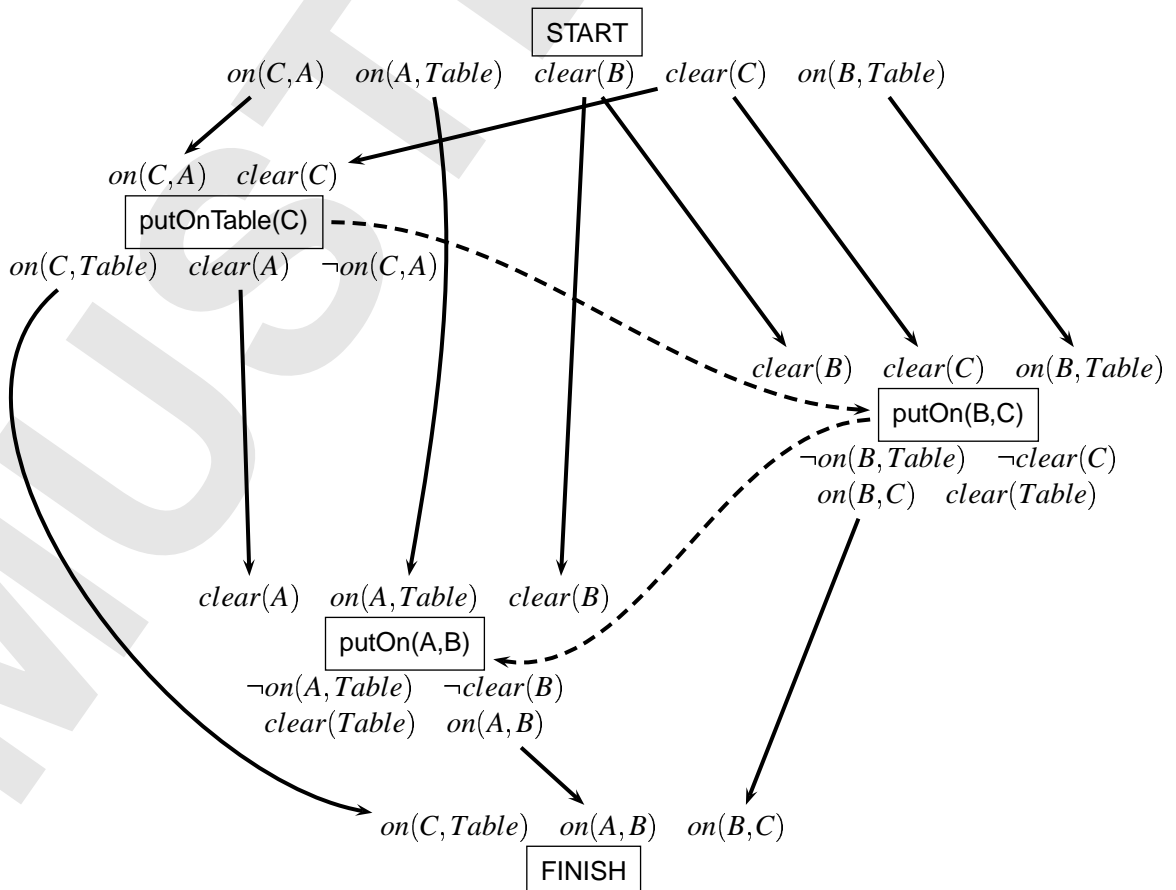 START
on(C,A) on(A,Table) clear(B) clear(C) on(B,Table)
on(C,A) clear(C)
putOnTable(C)
on(C,Table) clear(A) ¬on(C,A)
clear(B) clear(C) on(B,Table)
putOn(B,C)
¬on(B,Table) ¬clear(C)
on(B,C) clear(Table)
clear(A) on(A,Table) clear(B)
putOn(A,B)
¬on(A,Table) ¬clear(B)
clear(Table) on(A,B)
on(C,Table) on(A,B) on(B,C)
FINISH